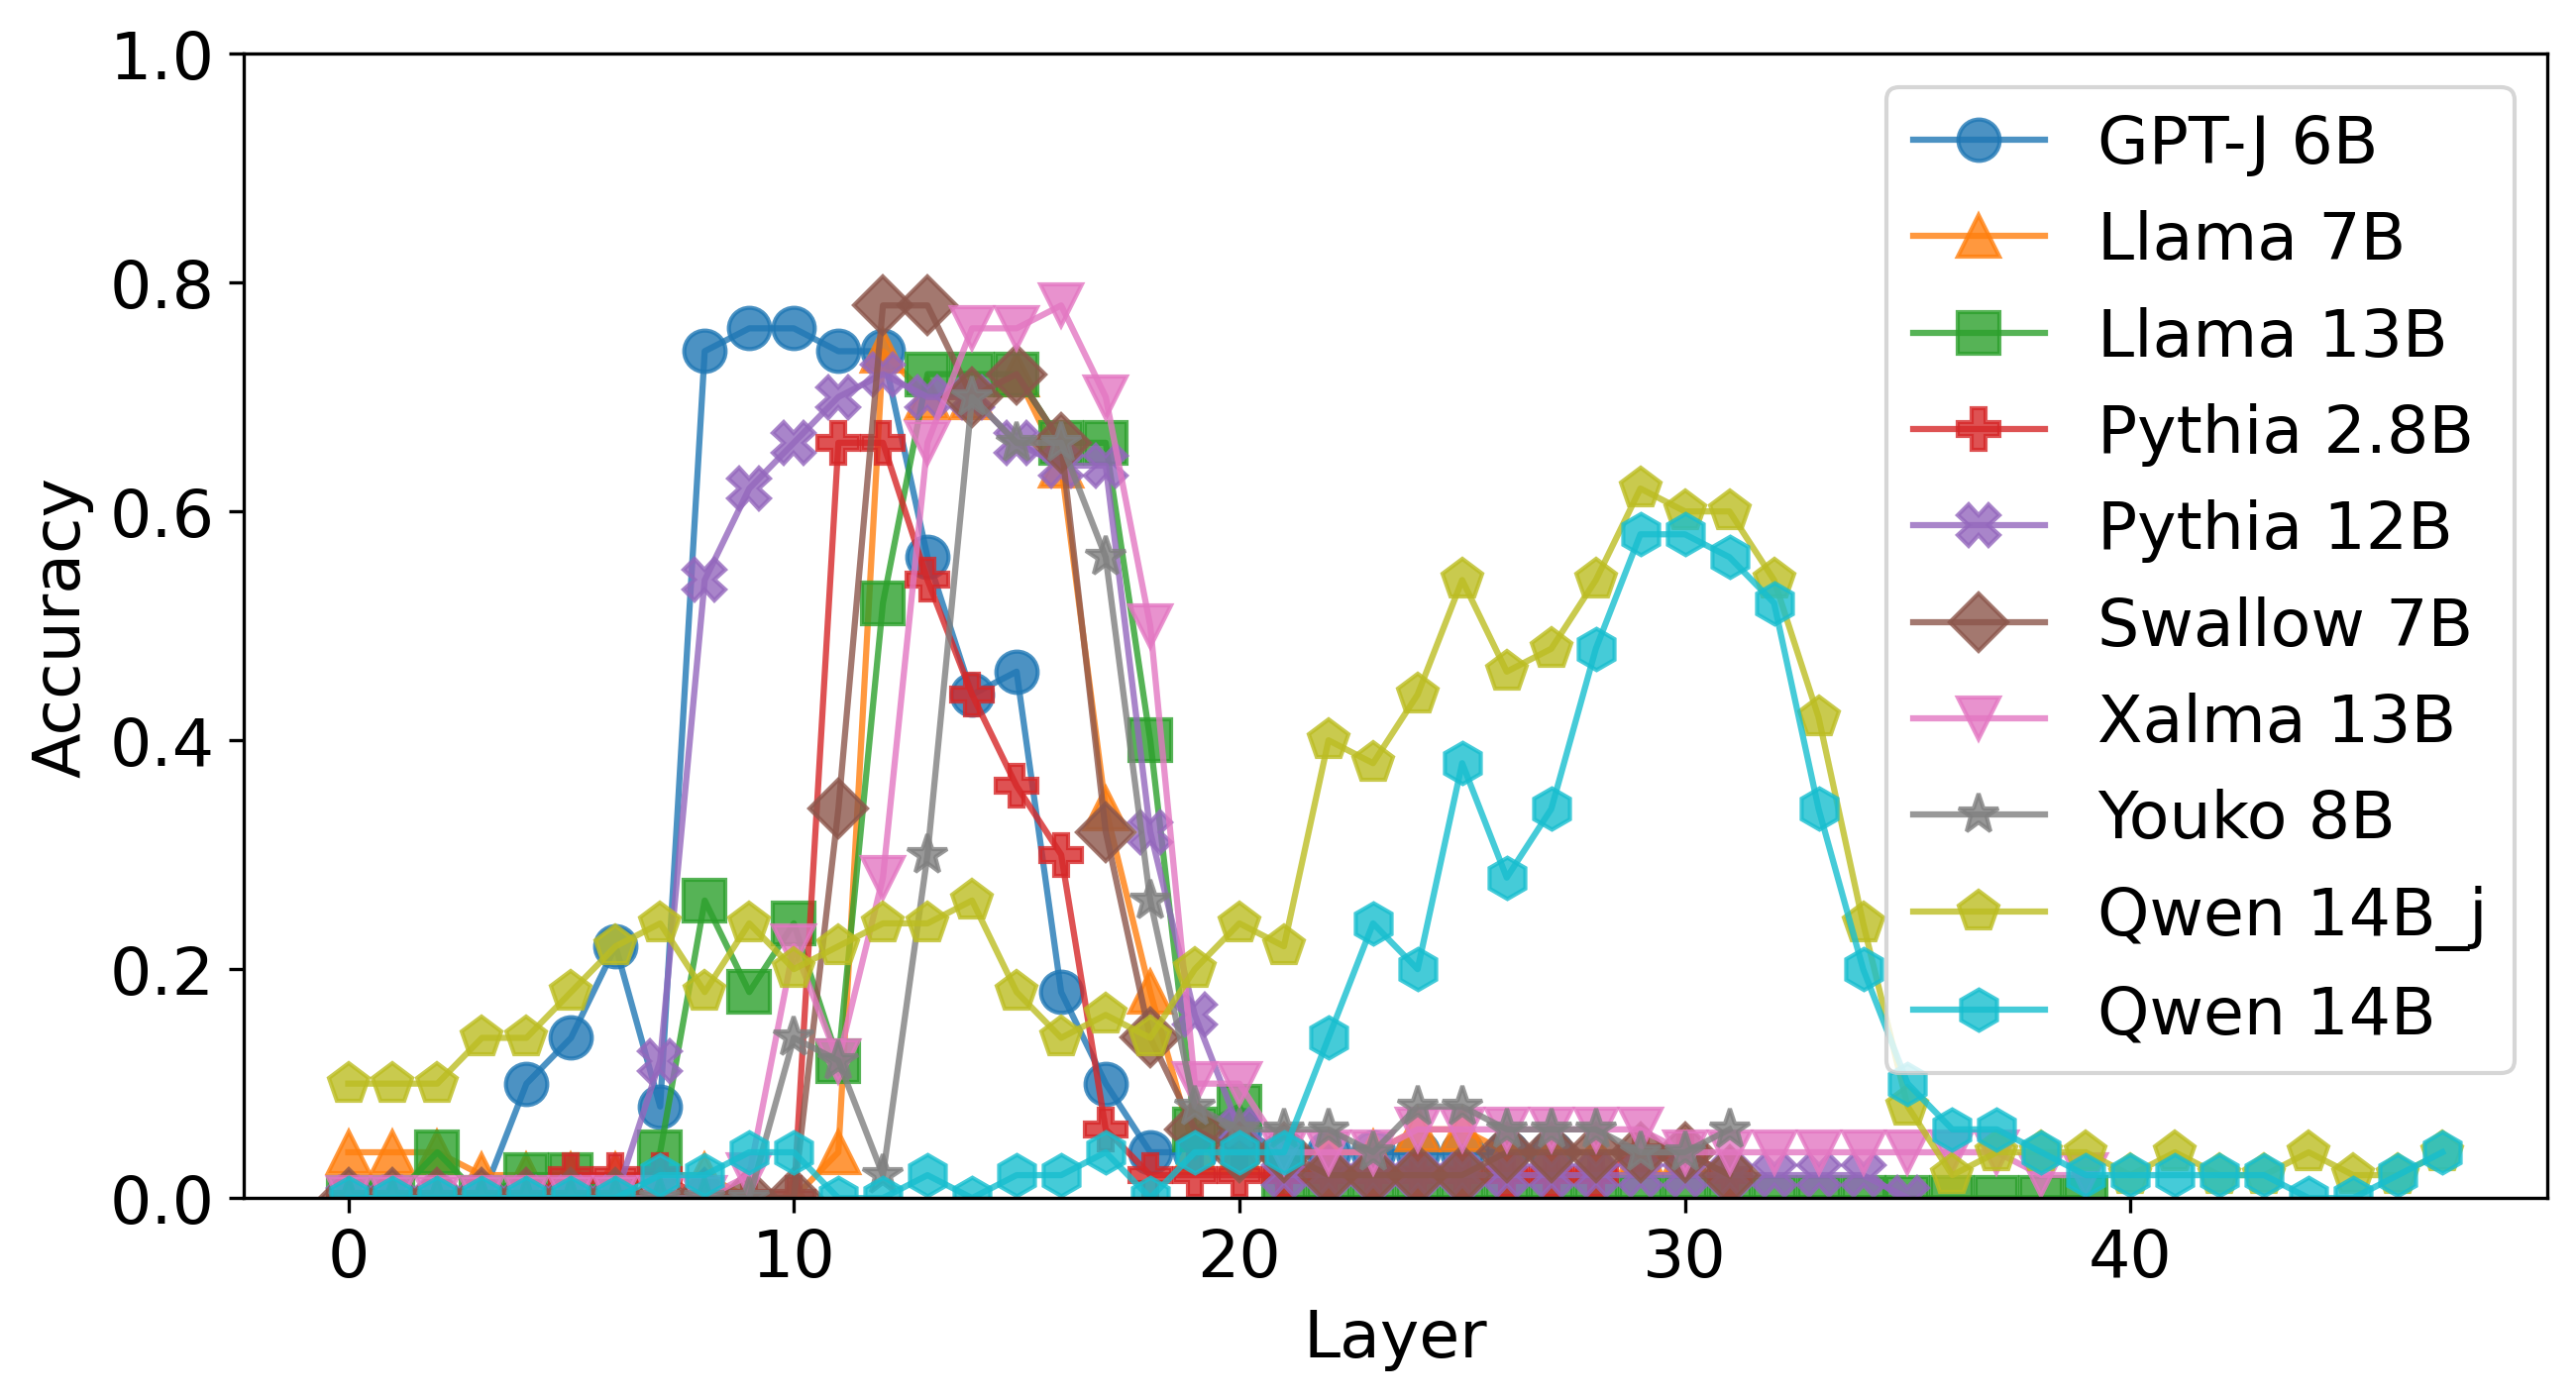 1.0
0.8
0.6
0.4
0.2
0.0
Accuracy
0
10
20
30
40
Layer
GPT-J 6B
Llama 7B
Llama 13B
Pythia 2.8B
Pythia 12B
Swallow 7B
Xalma 13B
Youko 8B
Qwen 14B_j
Qwen 14B